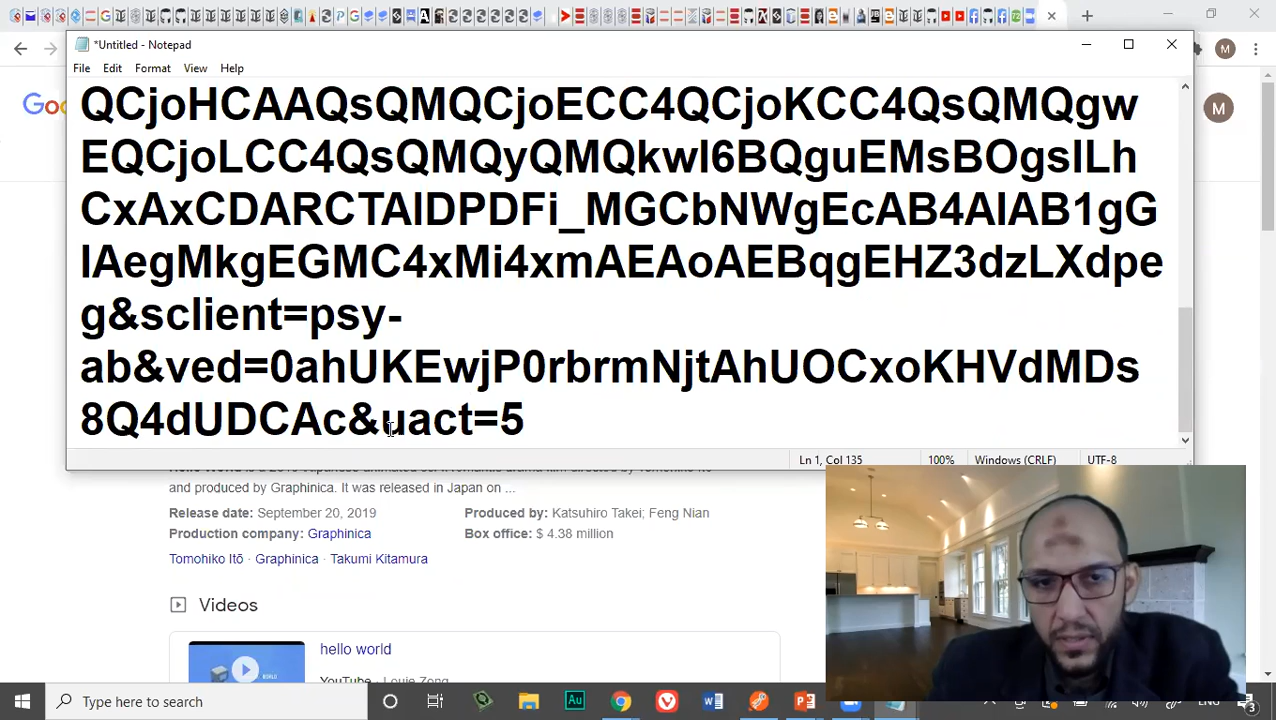 *Untitled - Notepad
File Edit Format View Help
QCjoHCAAQsQMQCjoECC4QCjoKCC4QsQMQgw
EQCjoLCC4QsQMQyQMQkwI6BQguEMsBOgsILh
CxAxCDARCTAlDPDFi_MGCbNWgEcAB4AIAB1gG
IAegMkgEGMC4xMi4xmAEAoAEBqgEHZ3dzLXdpe
g&sclient=psy-
ab&ved=0ahUKEwjP0rbrmNjtAhUOCxoKHVdMDs
8Q4dUDCAc&uact=5
Ln 1, Col 135 100% Windows (CRLF) UTF-8
M
M
and produced by Graphinica. It was released in Japan on ...
Release date: September 20, 2019 Produced by: Katsuhiro Takei; Feng Nian
Production company: Graphinica Box office: $ 4.38 million
Tomohiko Itō · Graphinica · Takumi Kitamura
Videos
hello world
Type here to search
ENG
3